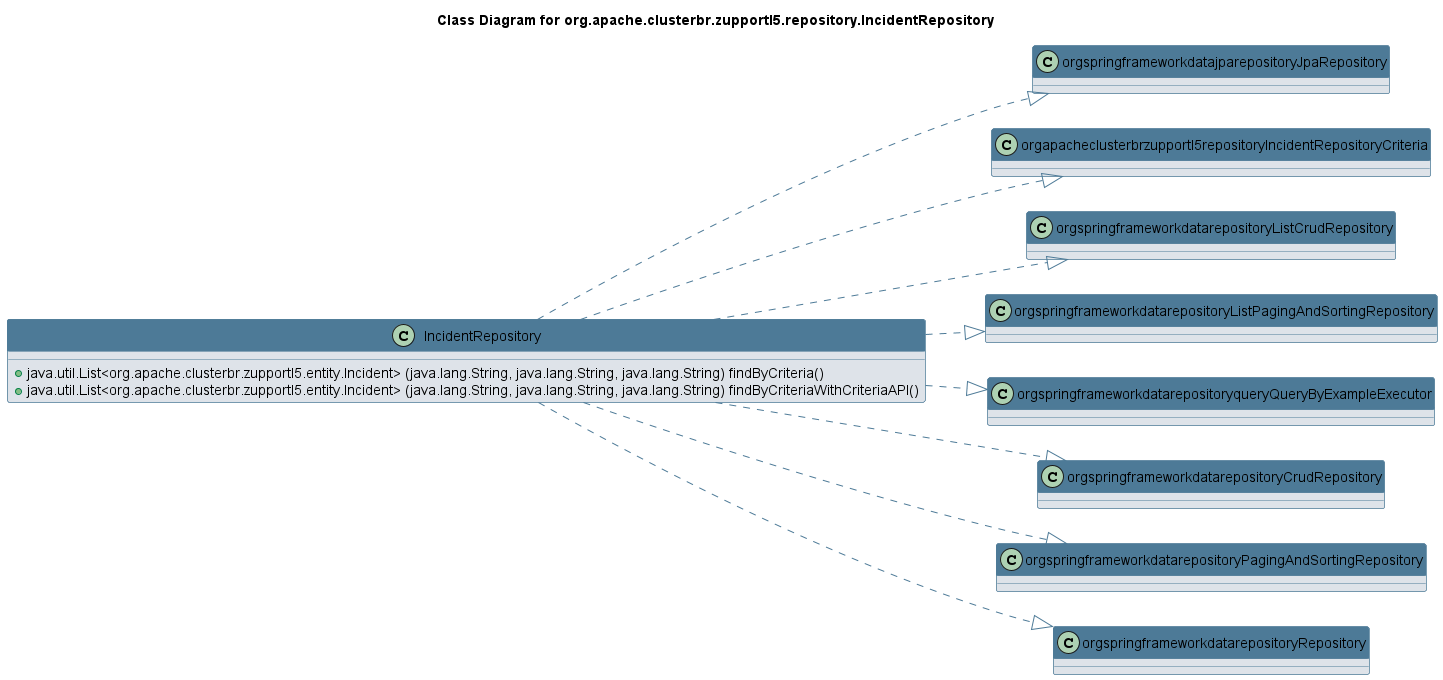 Class Diagram for org.apache.clusterbr.zupportl5.repository.IncidentRepository
C orgspringframeworkdatajparepositoryJpaRepository
C orgapacheclusterbrzupportl5repositoryIncidentRepositoryCriteria
C orgspringframeworkdatarepositoryListCrudRepository
C orgspringframeworkdatarepositoryListPagingAndSortingRepository
C IncidentRepository
java.util.List<org.apache.clusterbr.zupportl5.entity.Incident> (java.lang.String, java.lang.String, java.lang.String) findByCriteria()
java.util.List<org.apache.clusterbr.zupportl5.entity.Incident> (java.lang.String, java.lang.String, java.lang.String) findByCriteriaWithCriteriaAPI()
C orgspringframeworkdatarepositoryqueryQueryByExampleExecutor
C orgspringframeworkdatarepositoryCrudRepository
C orgspringframeworkdatarepositoryPagingAndSortingRepository
C orgspringframeworkdatarepositoryRepository